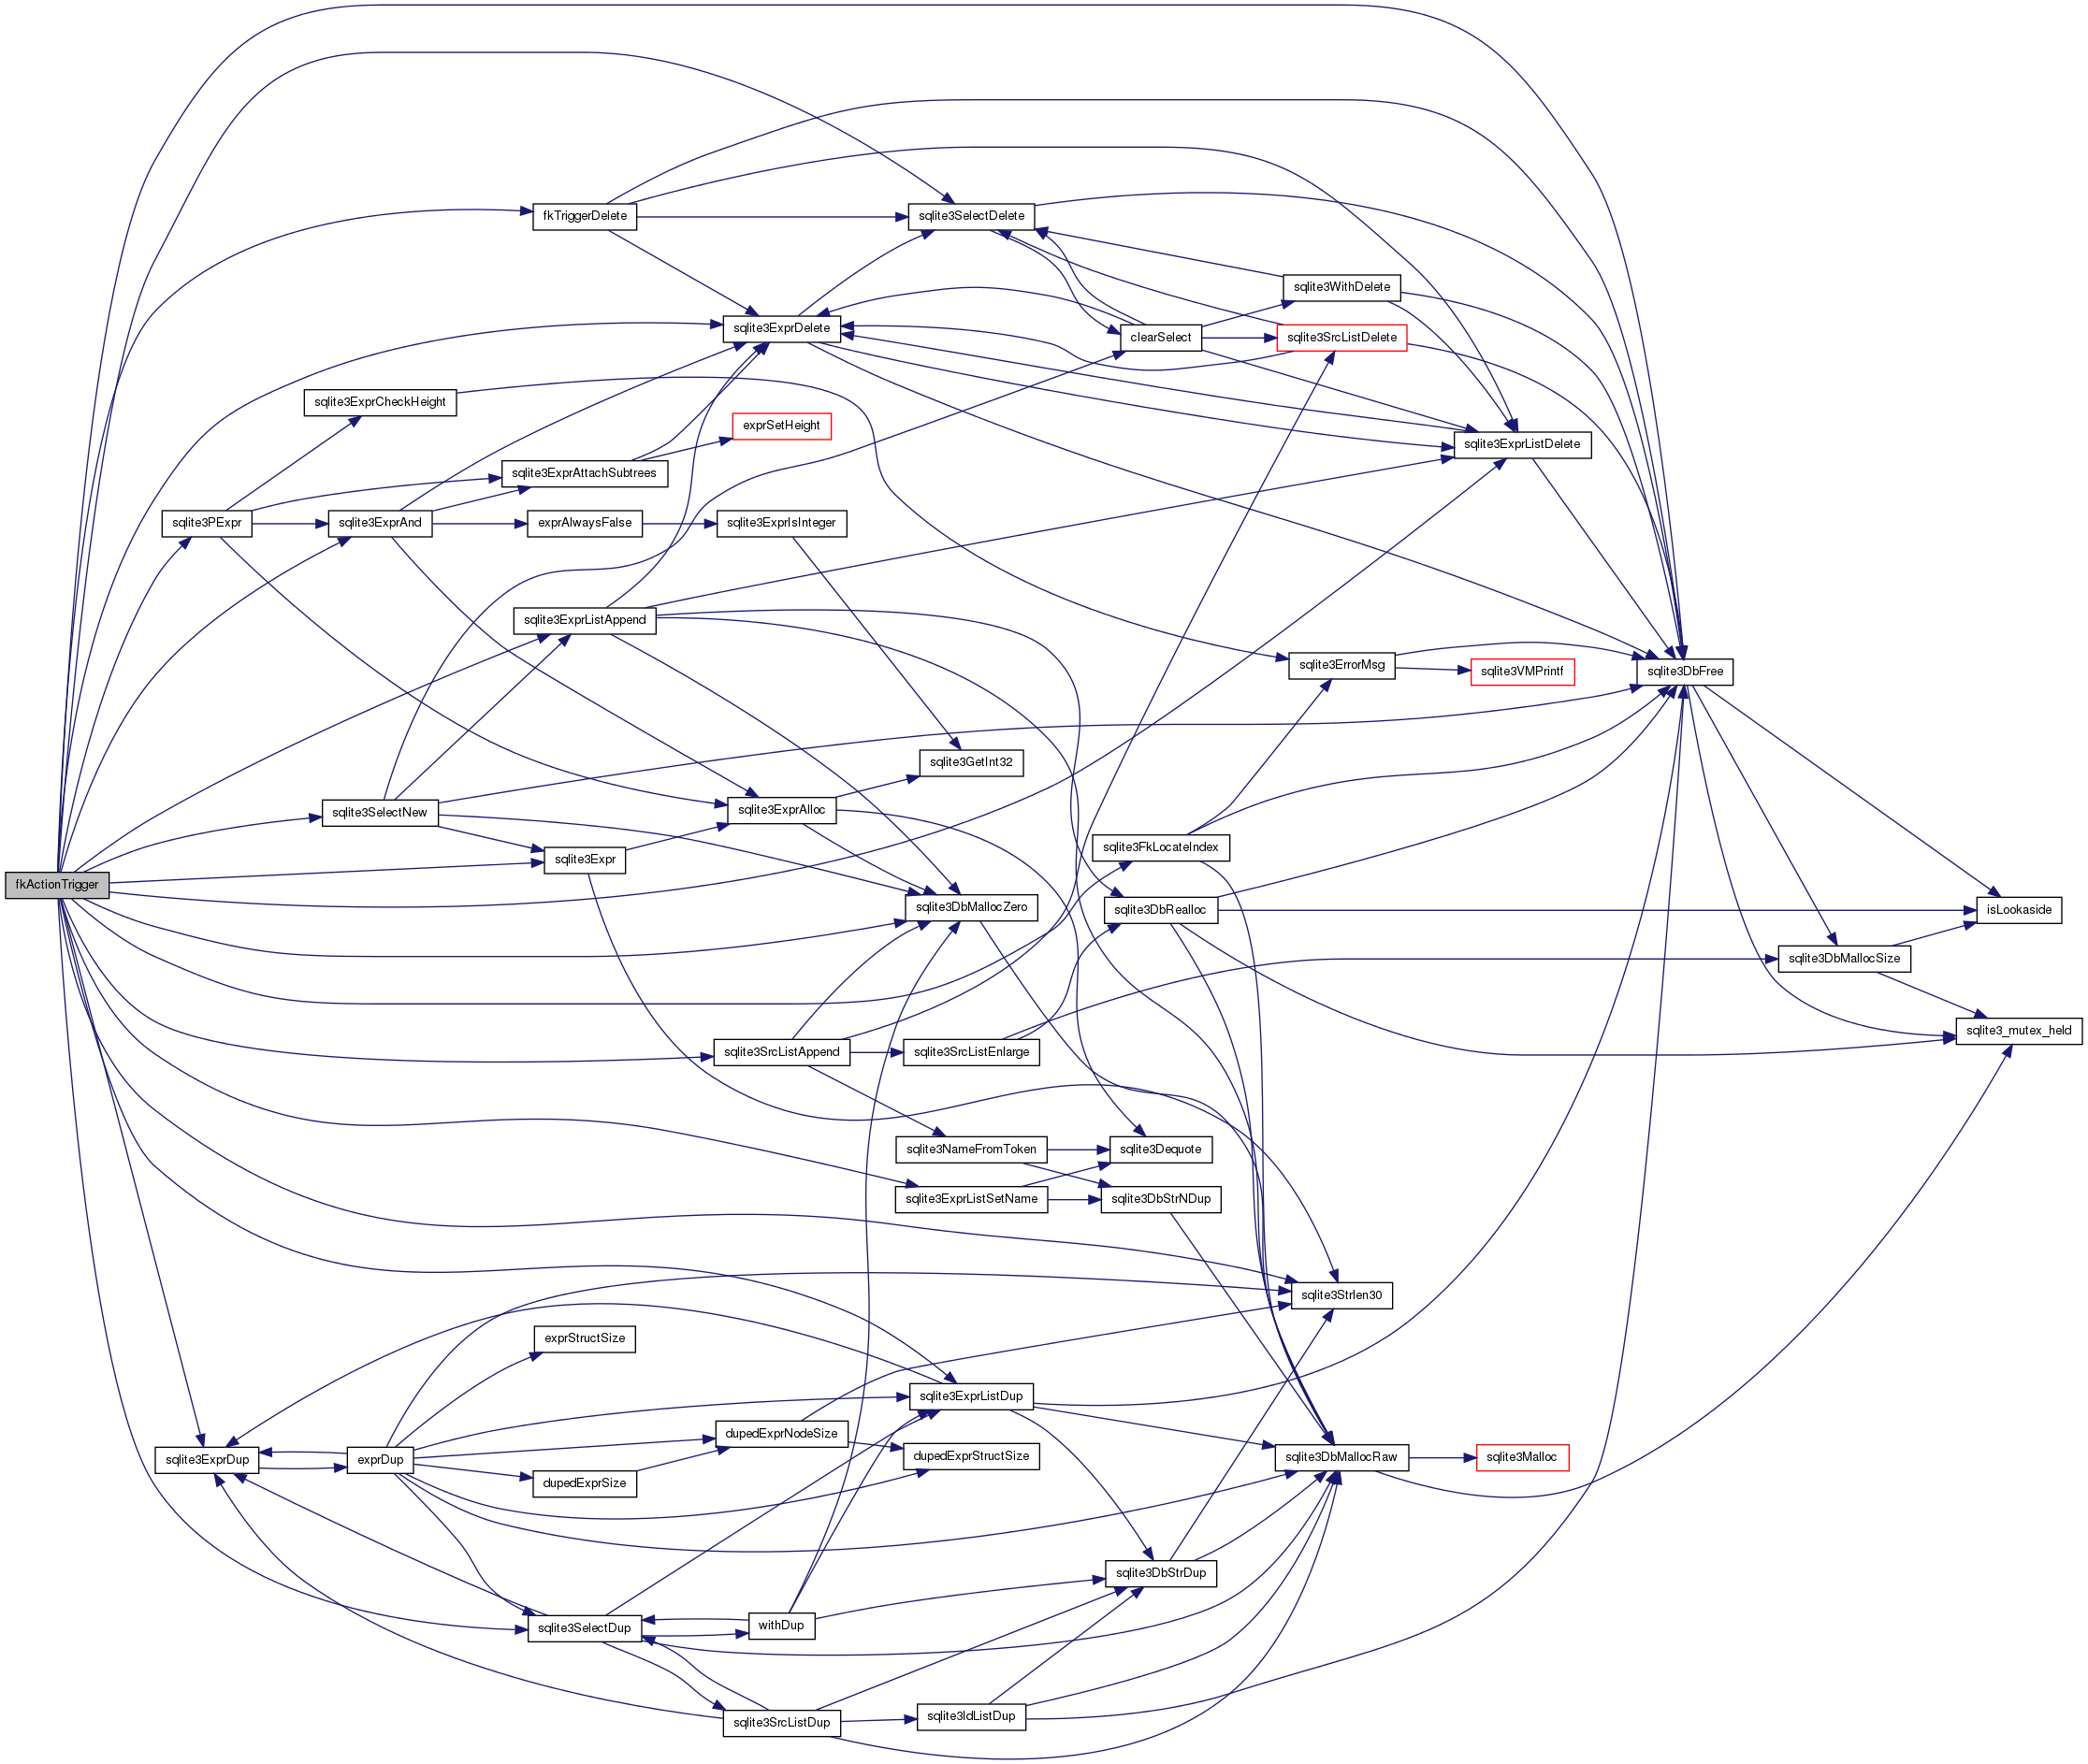 fkActionTrigger
fkTriggerDelete
sqlite3SelectDelete
sqlite3WithDelete
sqlite3ExprDelete
clearSelect
sqlite3SrcListDelete
sqlite3ExprCheckHeight
exprSetHeight
sqlite3ExprListDelete
sqlite3ExprAttachSubtrees
sqlite3PExpr
sqlite3ExprAnd
exprAlwaysFalse
sqlite3ExprIsInteger
sqlite3ExprListAppend
sqlite3ErrorMsg
sqlite3VMPrintf
sqlite3DbFree
sqlite3GetInt32
sqlite3SelectNew
sqlite3ExprAlloc
sqlite3Expr
sqlite3FkLocateIndex
sqlite3DbMallocZero
sqlite3DbRealloc
isLookaside
sqlite3DbMallocSize
sqlite3_mutex_held
sqlite3SrcListAppend
sqlite3SrcListEnlarge
sqlite3NameFromToken
sqlite3Dequote
sqlite3ExprListSetName
sqlite3DbStrNDup
sqlite3Strlen30
exprStructSize
sqlite3ExprListDup
dupedExprNodeSize
dupedExprStructSize
sqlite3ExprDup
exprDup
dupedExprSize
sqlite3DbMallocRaw
sqlite3Malloc
sqlite3DbStrDup
sqlite3SelectDup
withDup
sqlite3SrcListDup
sqlite3IdListDup